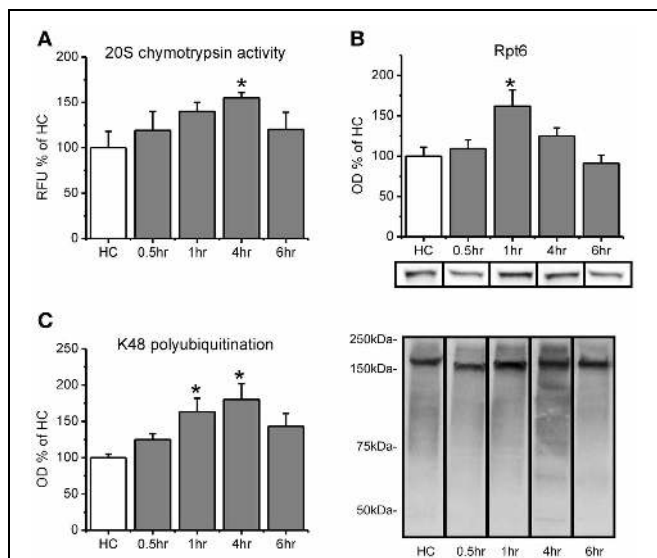 A
20S chymotrypsin activity
RFU % of HC
200
150
100
50
0
*
HC 0.5hr 1hr 4hr 6hr
B
Rpt6
OD % of HC
200
150
100
50
0
*
HC 0.5hr 1hr 4hr 6hr
C
K48 polyubiquitination
OD % of HC
250
200
150
100
50
0
* *
HC 0.5hr 1hr 4hr 6hr
250kDa-
150kDa-
75kDa-
50kDa-
HC 0.5hr 1hr 4hr 6hr